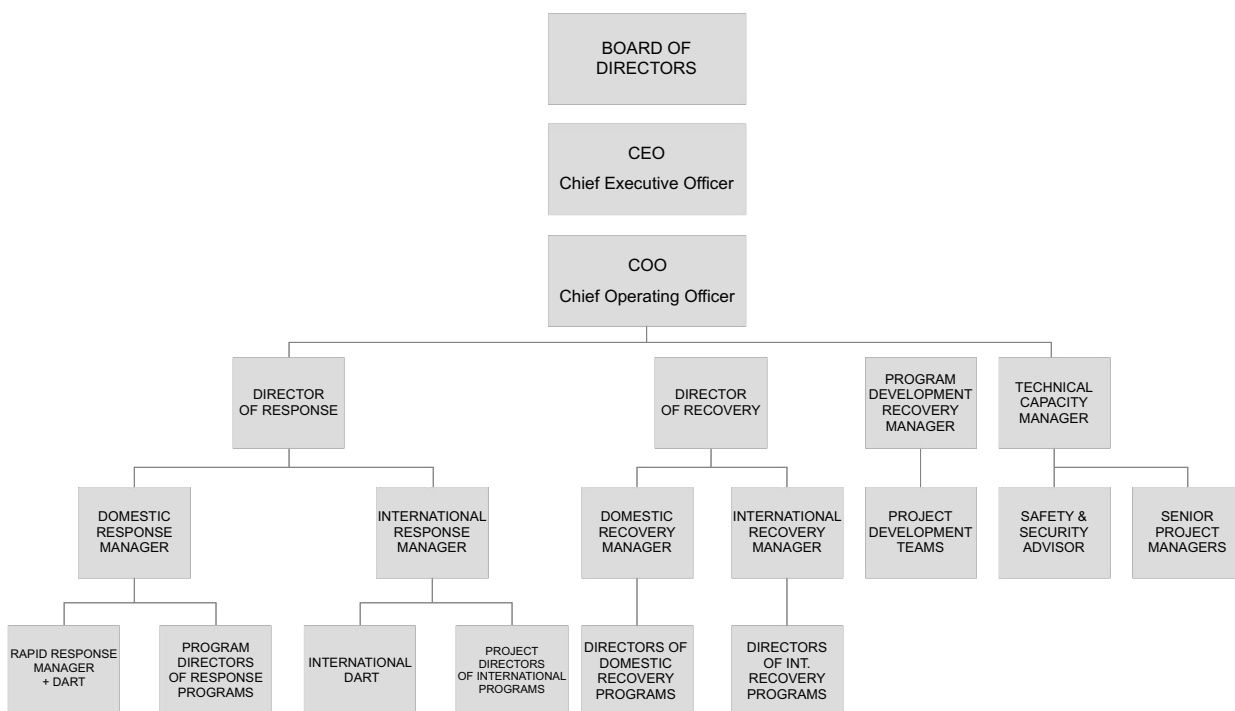 BOARD OF
DIRECTORS
CEO
Chief Executive Officer
COO
Chief Operating Officer
DIRECTOR
OF RESPONSE
DIRECTOR
OF RECOVERY
PROGRAM
DEVELOPMENT
RECOVERY
MANAGER
TECHNICAL
CAPACITY
MANAGER
DOMESTIC
RESPONSE
MANAGER
INTERNATIONAL
RESPONSE
MANAGER
DOMESTIC
RECOVERY
MANAGER
INTERNATIONAL
RECOVERY
MANAGER
PROJECT
DEVELOPMENT
TEAMS
SAFETY &
SECURITY
ADVISOR
SENIOR
PROJECT
MANAGERS
RAPID RESPONSE
MANAGER
+ DART
PROGRAM
DIRECTORS
OF RESPONSE
PROGRAMS
INTERNATIONAL
DART
PROJECT
DIRECTORS
OF INTERNATIONAL
PROGRAMS
DIRECTORS OF
DOMESTIC
RECOVERY
PROGRAMS
DIRECTORS
OF INT.
RECOVERY
PROGRAMS